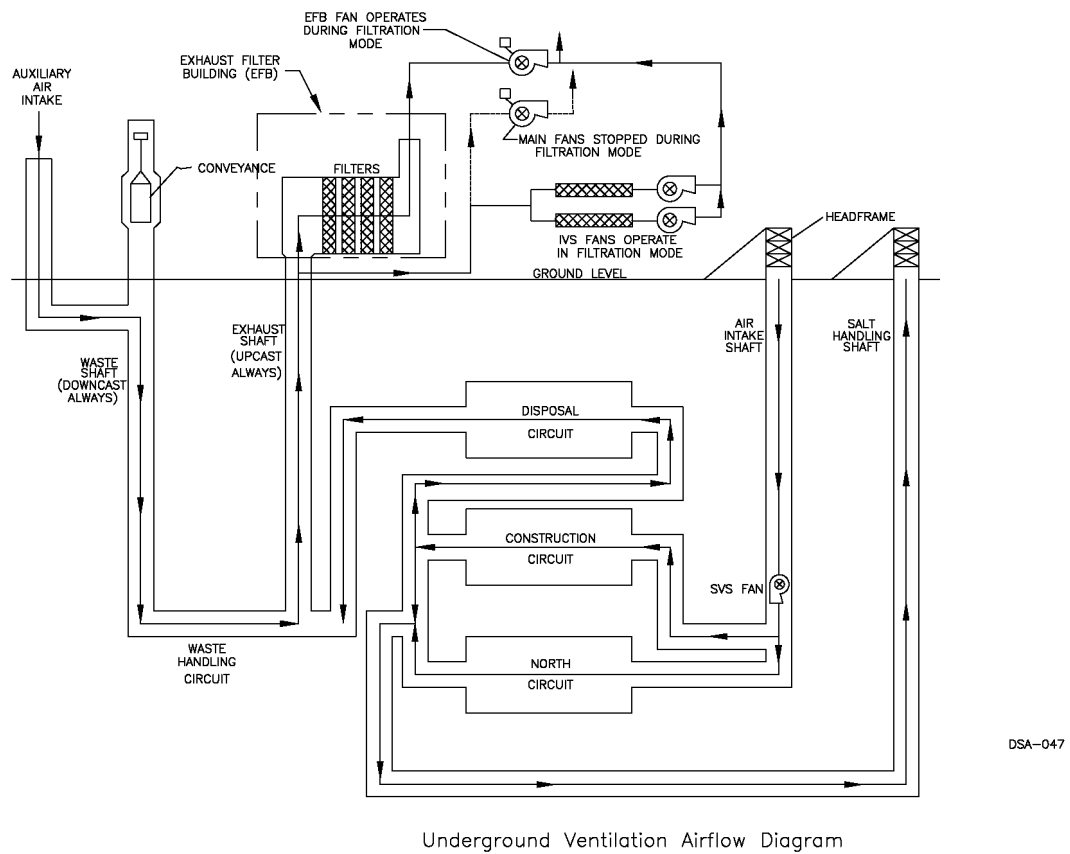 EFB FAN OPERATES
DURING FILTRATION
MODE
EXHAUST FILTER
BUILDING (EFB)
AUXILIARY
AIR
INTAKE
CONVEYANCE
FILTERS
MAIN FANS STOPPED DURING
FILTRATION MODE
IVS FANS OPERATE
IN FILTRATION MODE
HEADFRAME
GROUND LEVEL
WASTE
SHAFT
(DOWNCAST
ALWAYS)
EXHAUST
SHAFT
(UPCAST
ALWAYS)
AIR
INTAKE
SHAFT
SALT
HANDLING
SHAFT
DISPOSAL
CIRCUIT
CONSTRUCTION
CIRCUIT
SVS FAN
WASTE
HANDLING
CIRCUIT
NORTH
CIRCUIT
DSA-047
Underground Ventilation Airflow Diagram